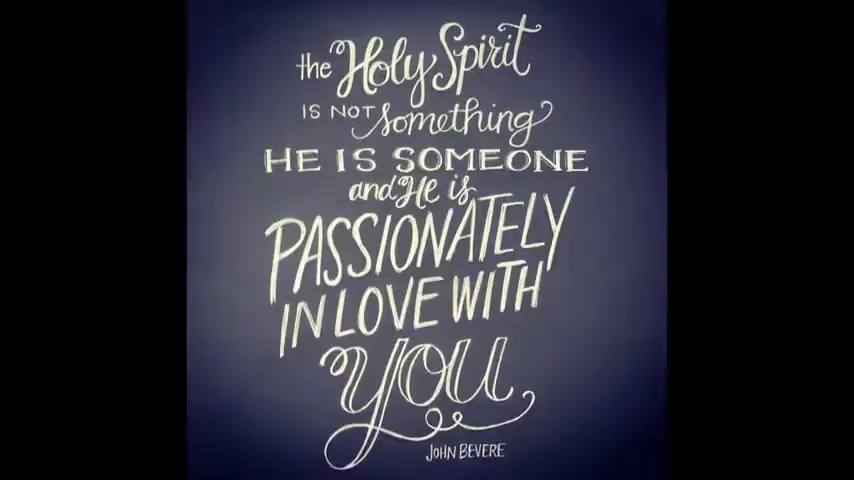 the Holy Spirit
IS NOT something
HE IS SOMEONE
and He is
PASSIONATELY
IN LOVE WITH
YOU
JOHN BEVERE